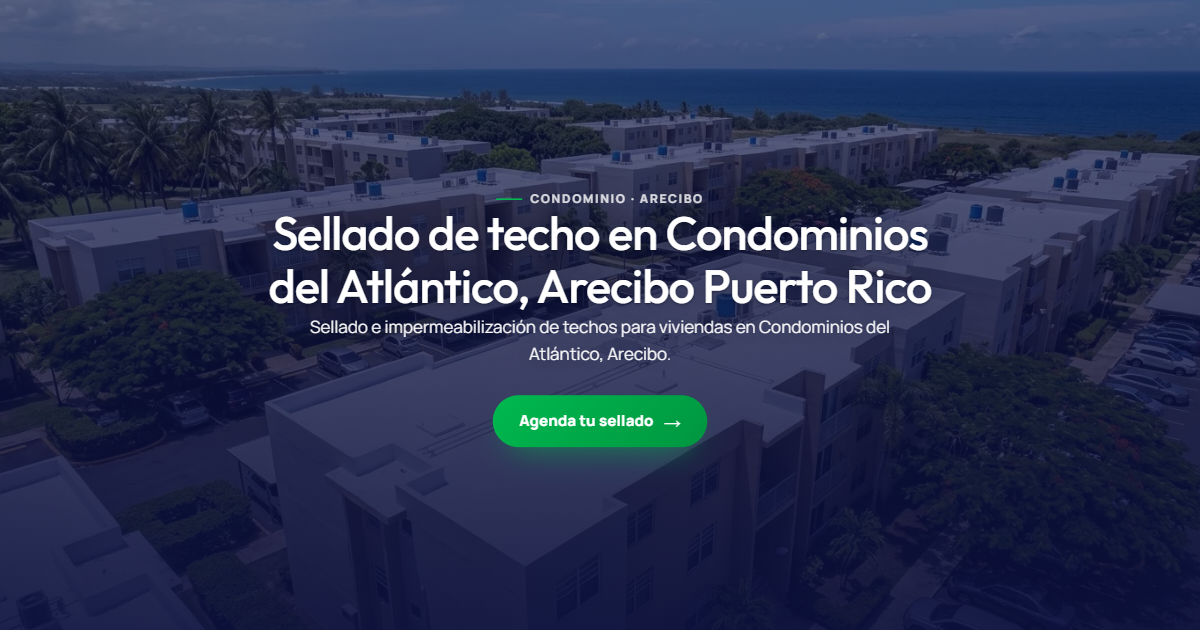 CONDOMINIO · ARECIBO
Sellado de techo en Condominios
del Atlántico, Arecibo Puerto Rico
Sellado e impermeabilización de techos para viviendas en Condominios del
Atlántico, Arecibo.
Agenda tu sellado →